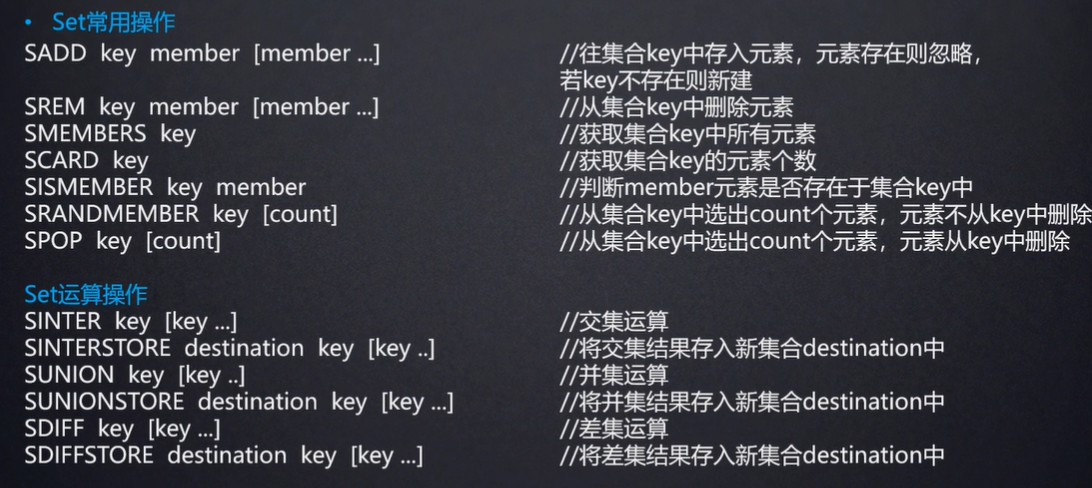 • Set常用操作
SADD key member [member ...] //往集合key中存入元素，元素存在则忽略，
若key不存在则新建
SREM key member [member ...] //从集合key中删除元素
SMEMBERS key //获取集合key中所有元素
SCARD key //获取集合key的元素个数
SISMEMBER key member //判断member元素是否存在于集合key中
SRANDMEMBER key [count] //从集合key中选出count个元素，元素不从key中删除
SPOP key [count] //从集合key中选出count个元素，元素从key中删除
Set运算操作
SINTER key [key ...] //交集运算
SINTERSTORE destination key [key ..] //将交集结果存入新集合destination中
SUNION key [key ..] //并集运算
SUNIONSTORE destination key [key ...] //将并集结果存入新集合destination中
SDIFF key [key ...] //差集运算
SDIFFSTORE destination key [key ...] //将差集结果存入新集合destination中